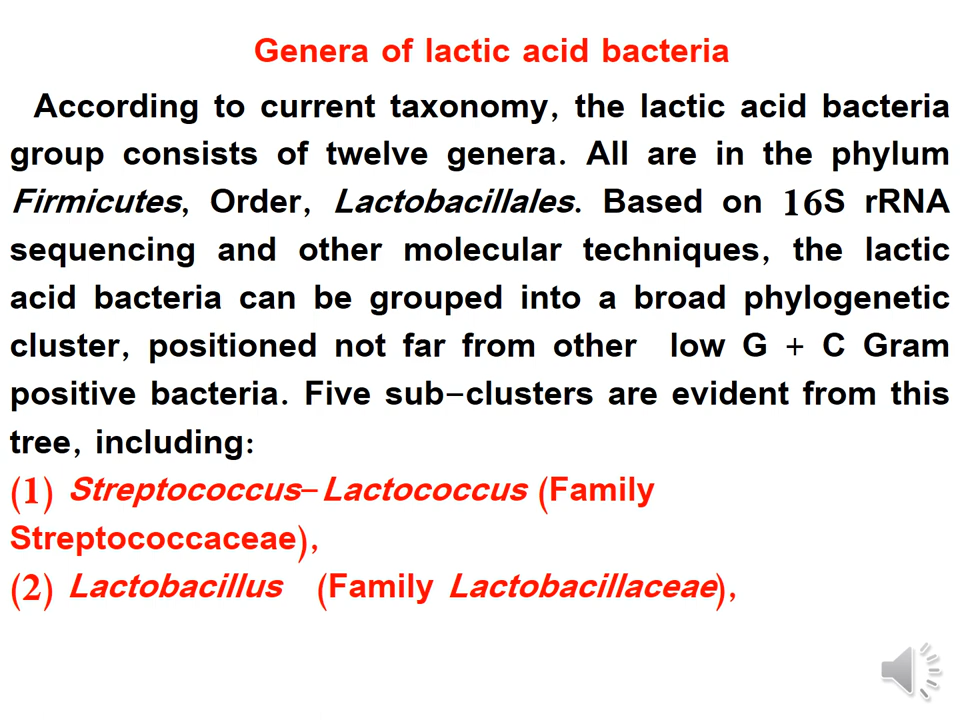 Genera of lactic acid bacteria
According to current taxonomy, the lactic acid bacteria
group consists of twelve genera. All are in the phylum
Firmicutes, Order, Lactobacillales. Based on 16S rRNA
sequencing and other molecular techniques, the lactic
acid bacteria can be grouped into a broad phylogenetic
cluster, positioned not far from other low G + C Gram
positive bacteria. Five sub-clusters are evident from this
tree, including:
(1) Streptococcus-Lactococcus (Family
Streptococcaceae),
(2) Lactobacillus (Family Lactobacillaceae),